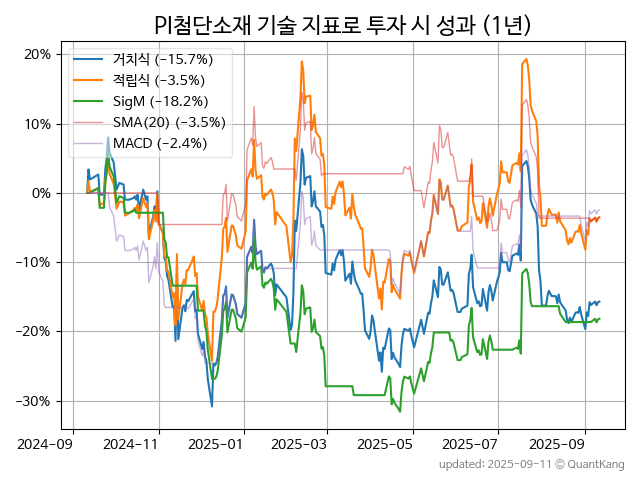 PI첨단소재 기술 지표로 투자 시 성과 (1년)
거치식 (−15.7%)
적립식 (−3.5%)
SigM (−18.2%)
SMA(20) (−3.5%)
MACD (−2.4%)
20%
10%
0%
−10%
−20%
−30%
2024-09 2024-11 2025-01 2025-03 2025-05 2025-07 2025-09
updated: 2025-09-11 © QuantKang